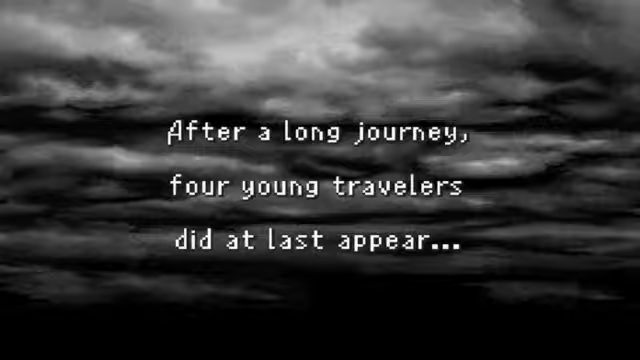 After a long journey,
four young travelers
did at last appear...